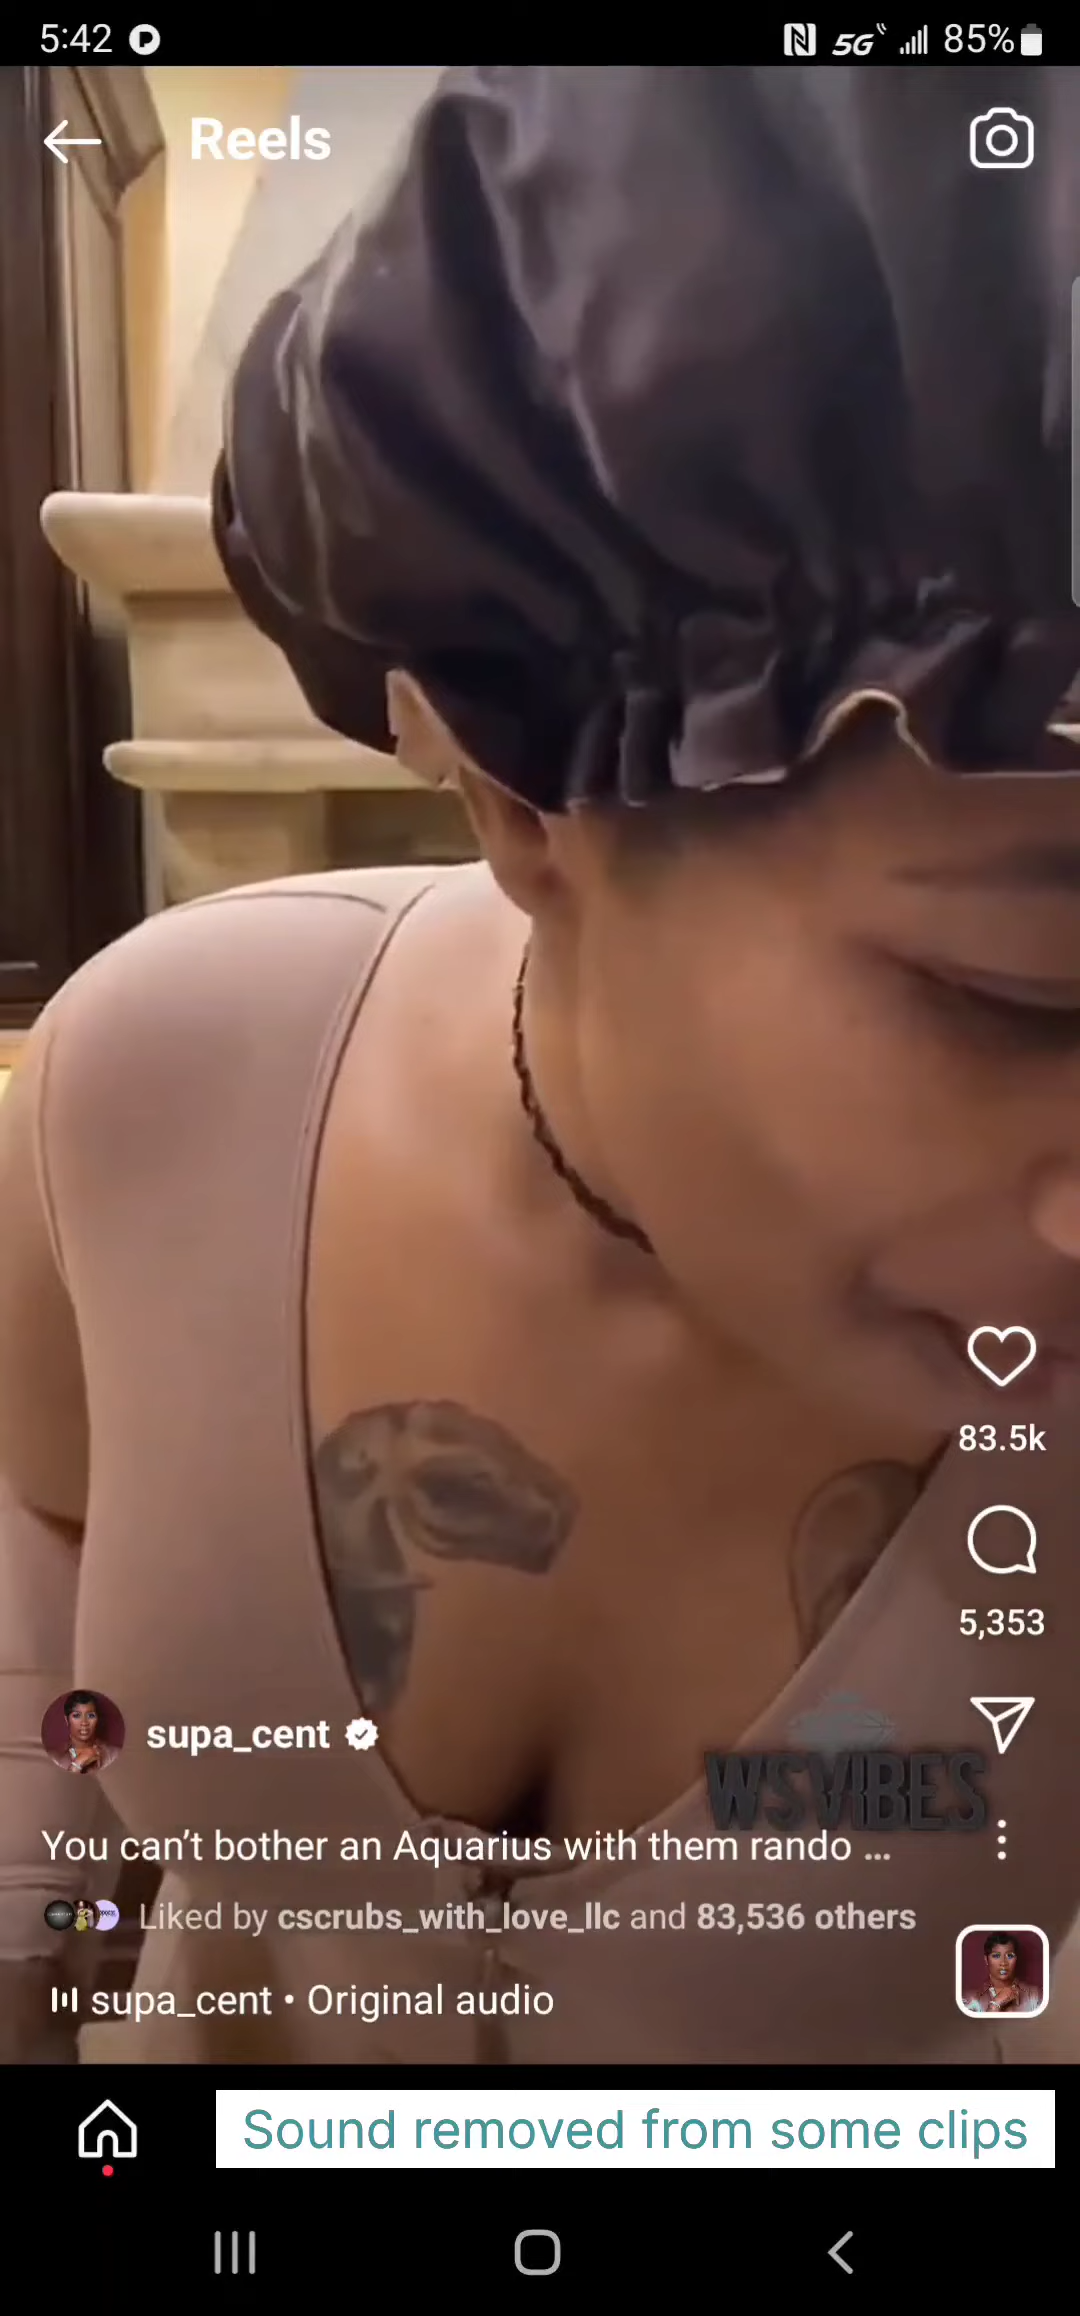 5:42
5G 85%
Reels
83.5k
5,353
supa_cent
WSVIBES
You can't bother an Aquarius with them rando ...
Liked by cscrubs_with_love_llc and 83,536 others
supa_cent • Original audio
Sound removed from some clips